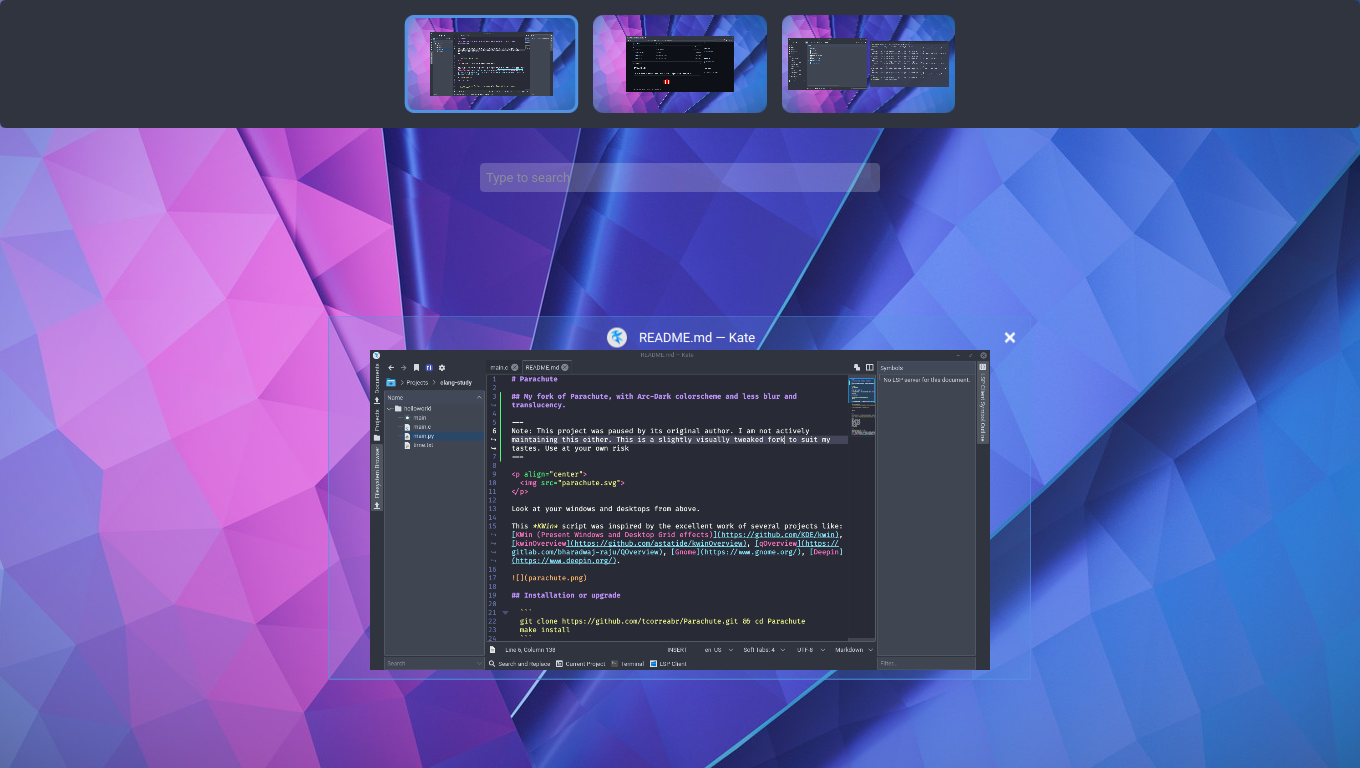 Type to search
README.md — Kate
README.md — Kate
main.c
README.md
Projects
clang-study
Documents
Projects
Filesystem Browser
Name
holloworld
main
main.c
main.py
time.txt
Search
1 # Parachute
2
3 ## My fork of Parachute, with Arc-Dark colorscheme and less blur and
translucency.
4
5 ---
6 Note: This project was paused by its original author. I am not actively
maintaining this either. This is a slightly visually tweaked fork to suit my
tastes. Use at your own risk
7 ---
8
9 <p align="center">
10 <img src="parachute.svg">
11 </p>
12
13 Look at your windows and desktops from above.
14
15 This *KWin* script was inspired by the excellent work of several projects like:
[KWin (Present Windows and Desktop Grid effects)](https://github.com/KDE/kwin),
[kwinOverview](https://github.com/astatide/kwinOverview), [qOverview](https://
gitlab.com/bharadwaj-raju/QOverview), [Gnome](https://www.gnome.org/), [Deepin]
(https://www.deepin.org/).
16
17 ![](parachute.png)
18
19 ## Installation or upgrade
20
21 ```
22 git clone https://github.com/tcorreabr/Parachute.git && cd Parachute
23 make install
24 ```
Symbols
No LSP server for this document.
LSP Client Symbol Outline
Filter...
Line 6, Column 138
INSERT
en_US
Soft Tabs: 4
UTF-8
Markdown
Search and Replace
Current Project
Terminal
LSP Client